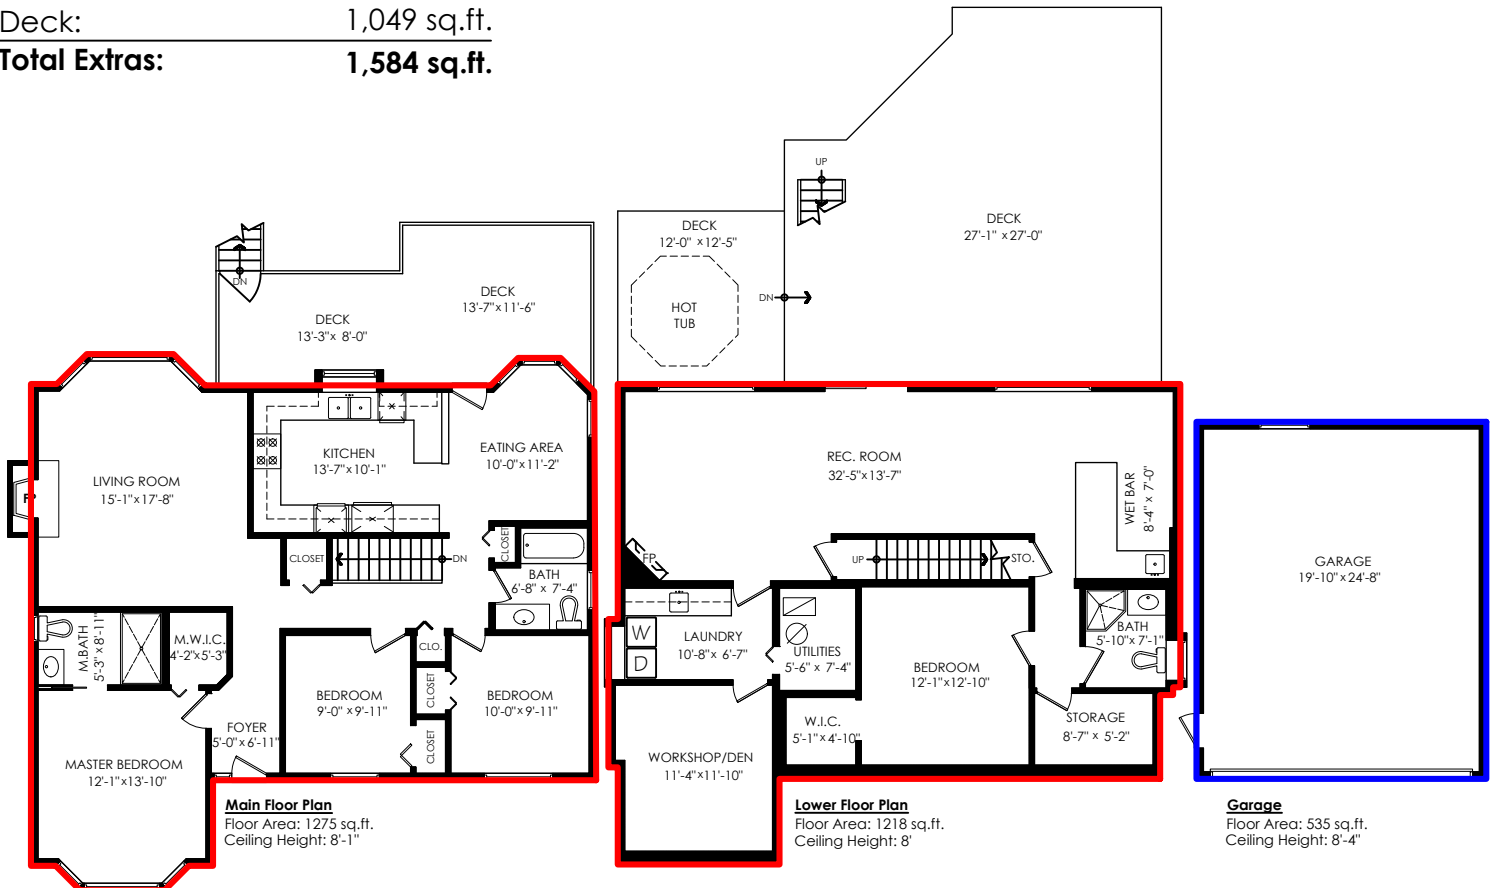 Deck: 1,049 sq.ft.
Total Extras: 1,584 sq.ft.
DN
DECK
13'-3" x 8'-0"
DECK
13'-7" x 11'-6"
LIVING ROOM
15'-1" x 17'-8"
FP
KITCHEN
13'-7" x 10'-1"
EATING AREA
10'-0" x 11'-2"
CLOSET
DN
CLOSET
BATH
6'-8" x 7'-4"
M.BATH
5'-3" x 8'-11"
M.W.I.C.
4'-2" x 5'-3"
CLO.
CLOSET
CLOSET
BEDROOM
9'-0" x 9'-11"
BEDROOM
10'-0" x 9'-11"
FOYER
5'-0" x 6'-11"
MASTER BEDROOM
12'-1" x 13'-10"
Main Floor Plan
Floor Area: 1275 sq.ft.
Ceiling Height: 8'-1"
UP
DECK
12'-0" x 12'-5"
HOT
TUB
DN
DECK
27'-1" x 27'-0"
REC. ROOM
32'-5" x 13'-7"
WET BAR
8'-4" x 7'-0"
FP
UP
STO.
W
D
LAUNDRY
10'-8" x 6'-7"
UTILITIES
5'-6" x 7'-4"
BEDROOM
12'-1" x 12'-10"
BATH
5'-10" x 7'-1"
W.I.C.
5'-1" x 4'-10"
STORAGE
8'-7" x 5'-2"
WORKSHOP/DEN
11'-4" x 11'-10"
Lower Floor Plan
Floor Area: 1218 sq.ft.
Ceiling Height: 8'
GARAGE
19'-10" x 24'-8"
Garage
Floor Area: 535 sq.ft.
Ceiling Height: 8'-4"